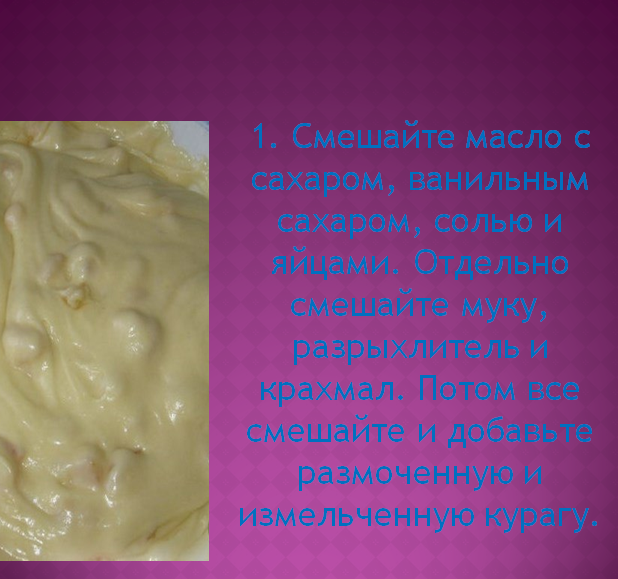 1. Смешайте масло с
сахаром, ванильным
сахаром, солью и
яйцами. Отдельно
смешайте муку,
разрыхлитель и
крахмал. Потом все
смешайте и добавьте
размоченную и
измельченную курагу.